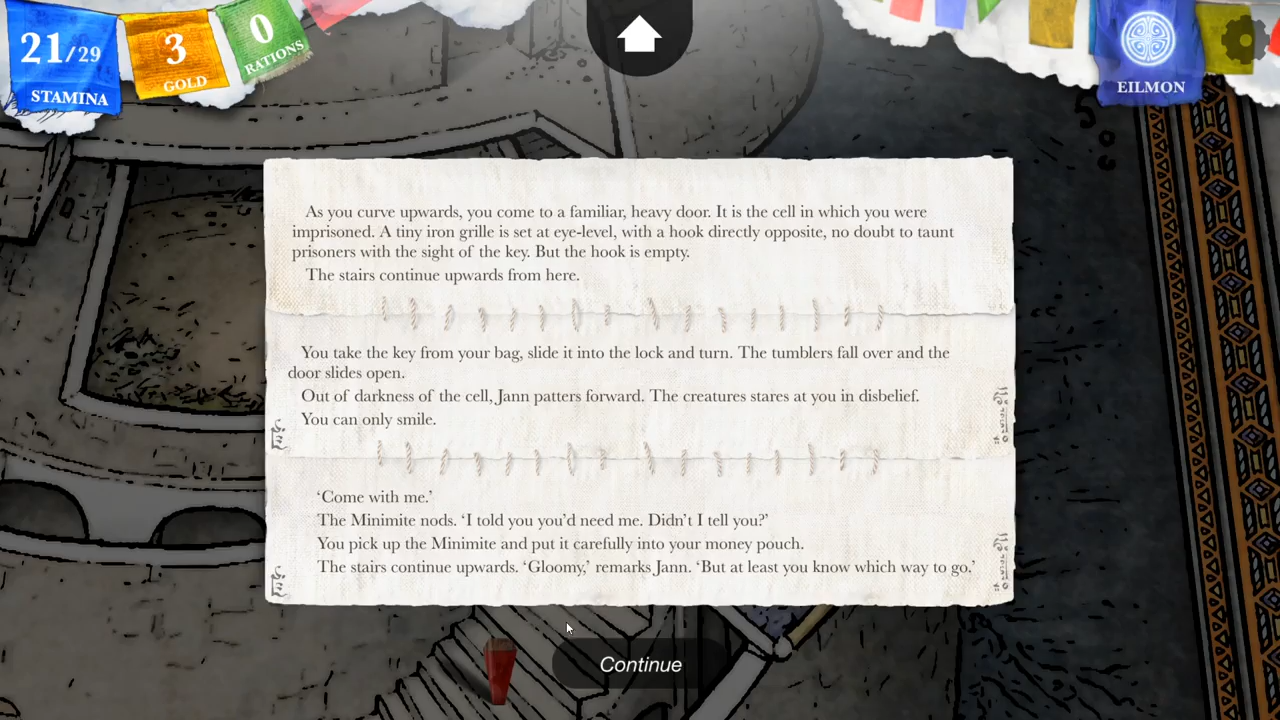 21/29
STAMINA
3
GOLD
0
RATIONS
EILMON
As you curve upwards, you come to a familiar, heavy door. It is the cell in which you were
imprisoned. A tiny iron grille is set at eye-level, with a hook directly opposite, no doubt to taunt
prisoners with the sight of the key. But the hook is empty.
The stairs continue upwards from here.
You take the key from your bag, slide it into the lock and turn. The tumblers fall over and the
door slides open.
Out of darkness of the cell, Jann patters forward. The creatures stares at you in disbelief.
You can only smile.
‘Come with me.’
The Minimite nods. ‘I told you you’d need me. Didn’t I tell you?’
You pick up the Minimite and put it carefully into your money pouch.
The stairs continue upwards. ‘Gloomy,’ remarks Jann. ‘But at least you know which way to go.’
Continue